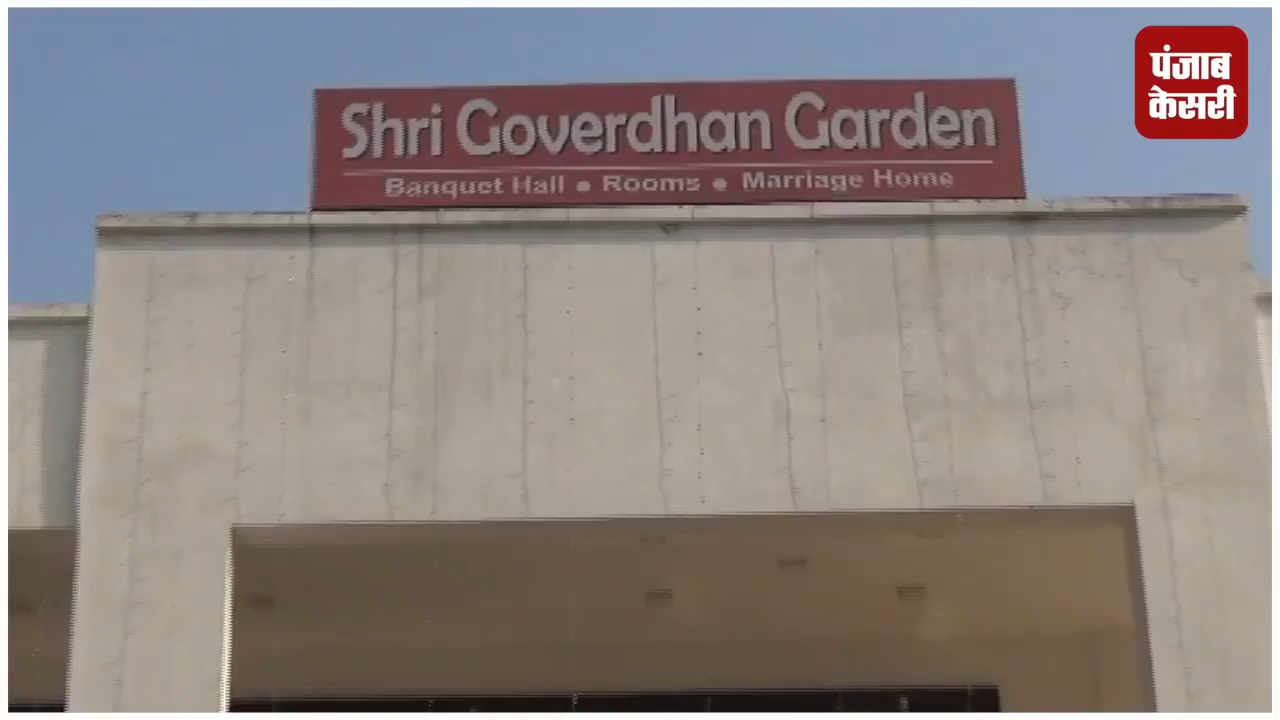 पंजाब
केसरी
Shri Goverdhan Garden
Banquet Hall ● Rooms ● Marriage Home